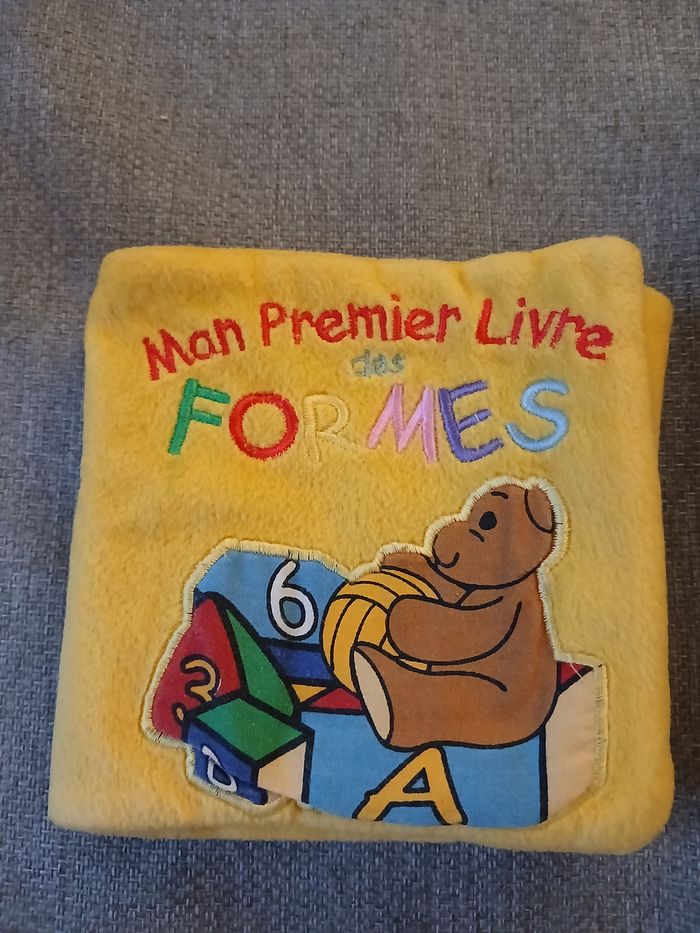 Mon Premier Livre
des
FORMES
6
3
A